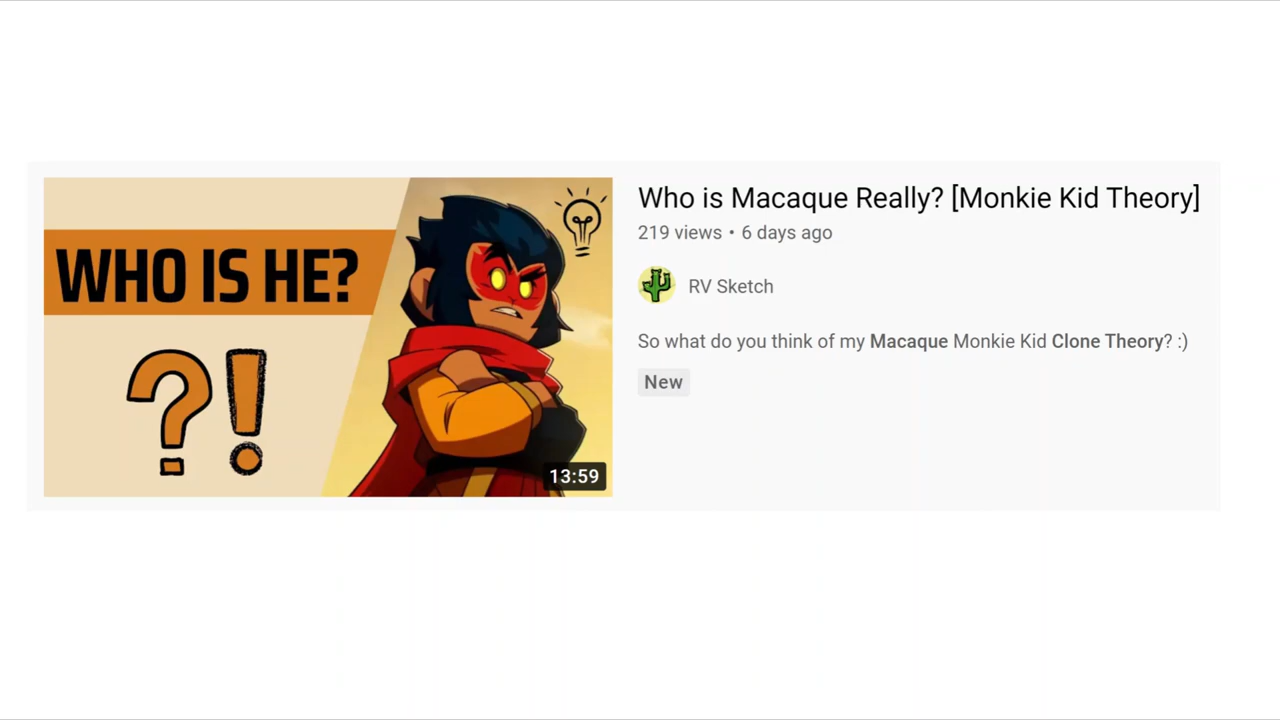 WHO IS HE?
?!
13:59
Who is Macaque Really? [Monkie Kid Theory]
219 views • 6 days ago
RV Sketch
So what do you think of my Macaque Monkie Kid Clone Theory? :)
New